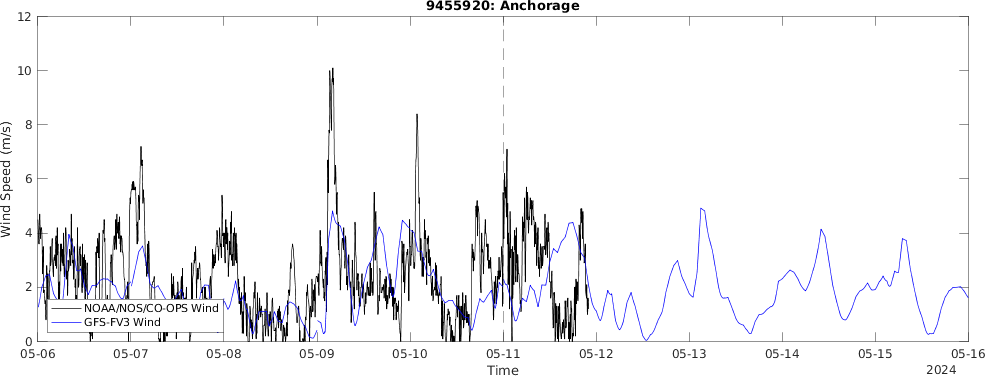 9455920: Anchorage
12
10
8
6
4
2
0
Wind Speed (m/s)
NOAA/NOS/CO-OPS Wind
GFS-FV3 Wind
05-06 05-07 05-08 05-09 05-10 05-11 05-12 05-13 05-14 05-15 05-16
Time
2024